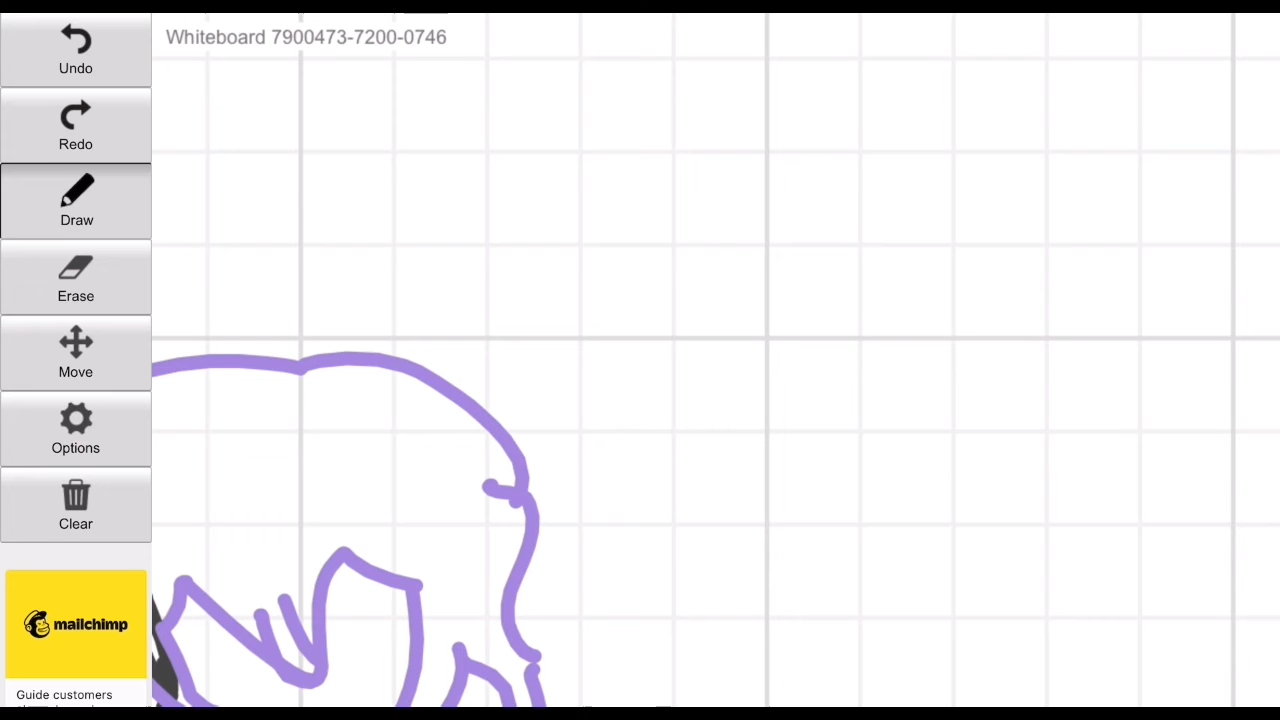 Whiteboard 7900473-7200-0746
Undo
Redo
Draw
Erase
Move
Options
Clear
mailchimp
Guide customers